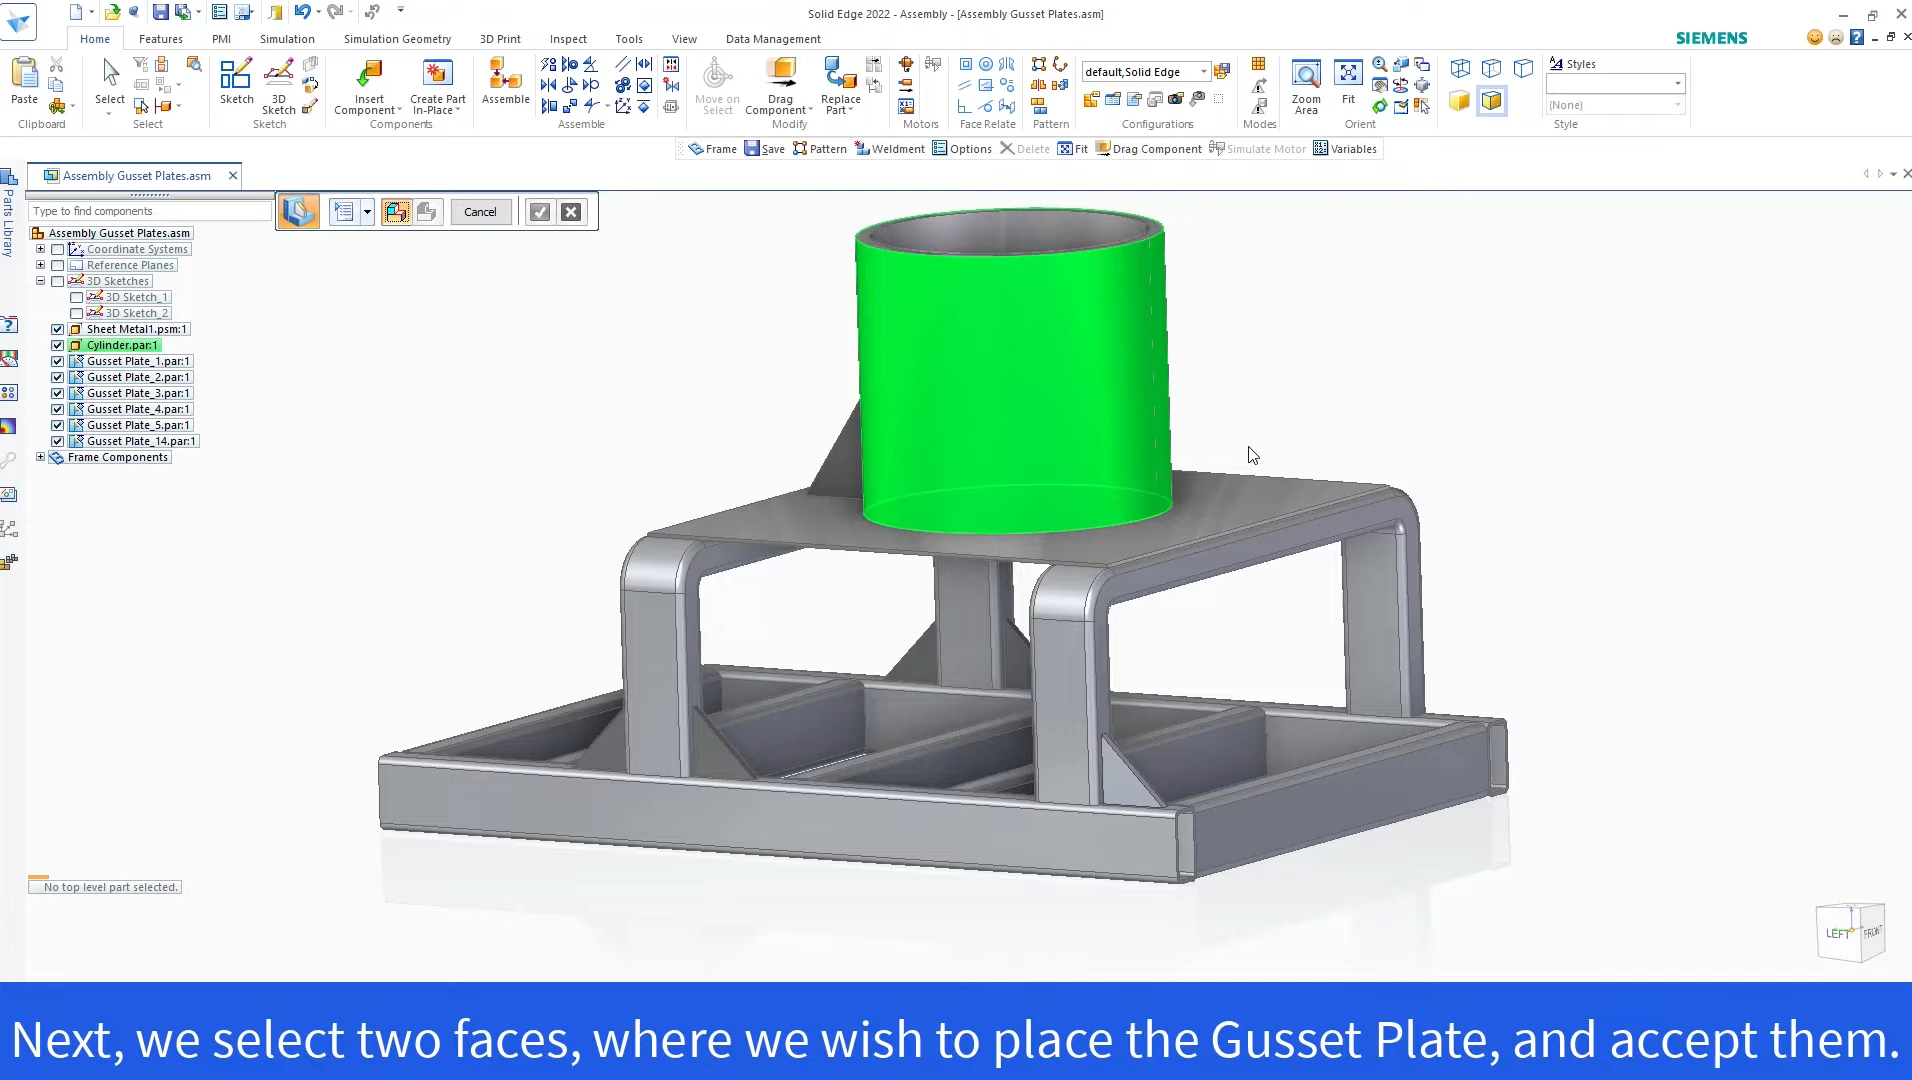 Solid Edge 2022 - Assembly - [Assembly Gusset Plates.asm]
Home Features PMI Simulation Simulation Geometry 3D Print Inspect Tools View Data Management
SIEMENS
Paste
Clipboard
Select
Select
Sketch
3D
Sketch
Sketch
Insert
Component
Create Part
In-Place
Components
Assemble
Assemble
Move on
Select
Drag
Component
Replace
Part
Modify
Motors
Face Relate
Pattern
default,Solid Edge
Configurations
Modes
Zoom
Area
Fit
Orient
Styles
(None)
Style
Frame Save Pattern Weldment Options Delete Fit Drag Component Simulate Motor Variables
Parts Library
Assembly Gusset Plates.asm
Type to find components
Cancel
Assembly Gusset Plates.asm
Coordinate Systems
Reference Planes
3D Sketches
3D Sketch_1
3D Sketch_2
Sheet Metal1.psm:1
Cylinder.par:1
Gusset Plate_1.par:1
Gusset Plate_2.par:1
Gusset Plate_3.par:1
Gusset Plate_4.par:1
Gusset Plate_5.par:1
Gusset Plate_14.par:1
Frame Components
No top level part selected.
LEFT FRONT
Next, we select two faces, where we wish to place the Gusset Plate, and accept them.